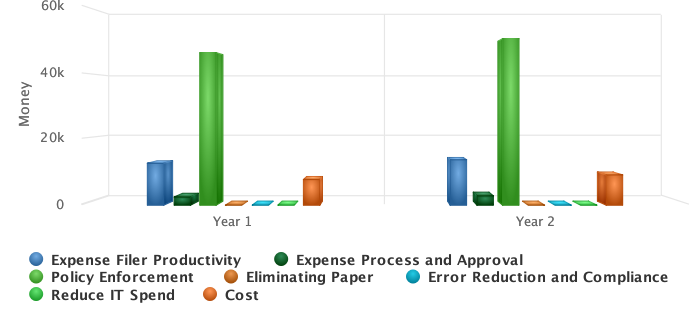 60k
40k
20k
0
Money
Year 1 Year 2
Expense Filer Productivity Expense Process and Approval
Policy Enforcement Eliminating Paper Error Reduction and Compliance
Reduce IT Spend Cost